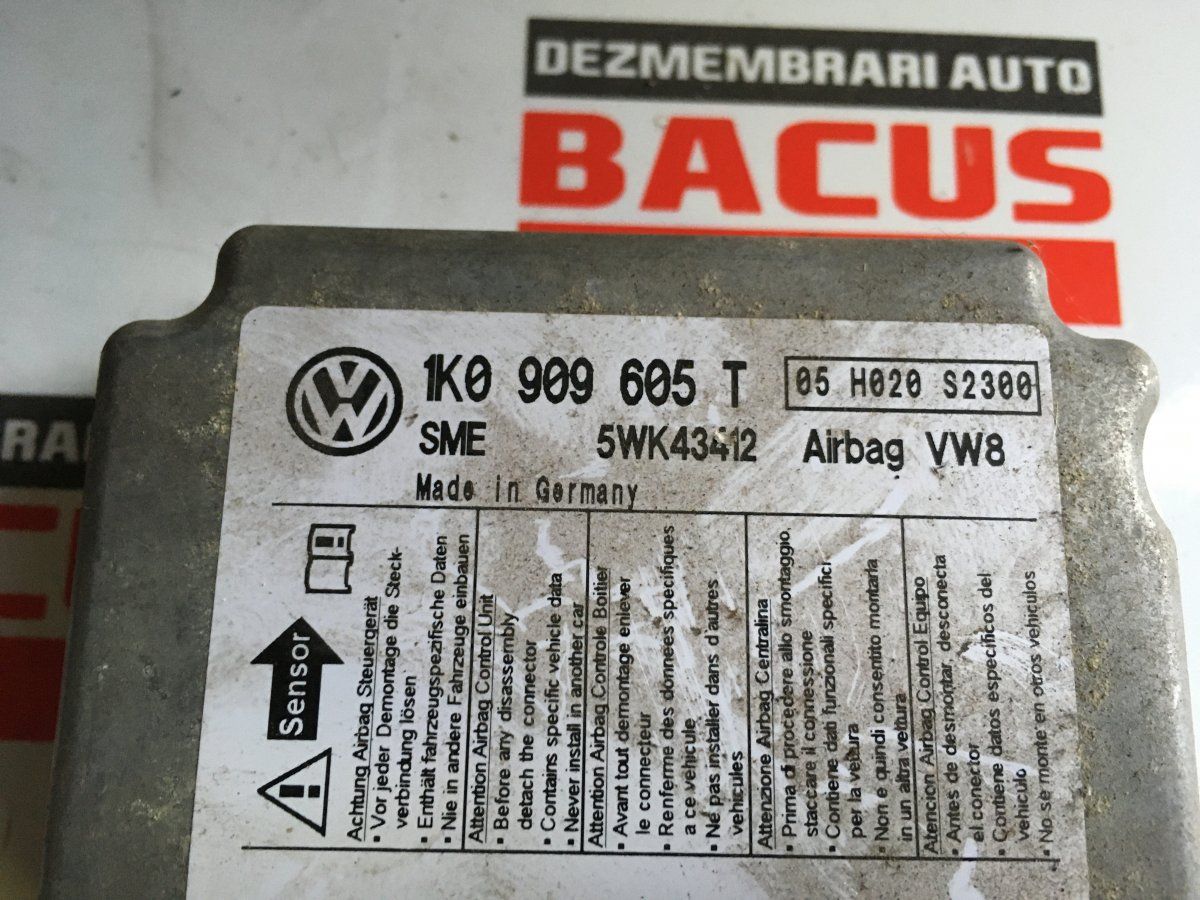 DEZMEMBRARI AUTO
BACUS
1K0 909 605 T
05 H020 S2300
SME
5WK43412
Airbag VW8
Made in Germany
Sensor
Achtung Airbag Steuergerät
• Vor jeder Demontage die Steck-
verbindung lösen
• Enthält fahrzeugspezifische Daten
• Nie in andere Fahrzeuge einbauen
Attention Airbag Control Unit
• Before any disassembly
detach the connector
• Contains specific vehicle data
• Never install in another car
Attention Airbag Controle Boitier
• Avant tout demontage enlever
le connecteur
• Renferme des données spécifiques
a ce vehicule
• Ne pas installer dans d'autres
vehicules
Attenzione Airbag Centralina
• Prima di procedere allo smontaggio
staccare il connessione
• Contiene dati funzionali specifici
per la vettura
• Non e quindi consentito montarla
in un altra vettura
Atencion Airbag Control Equipo
• Antes de desmontar, desconecta
el conector
• Contiene datos especificos del
vehiculo
• No se monte en otros vehiculos